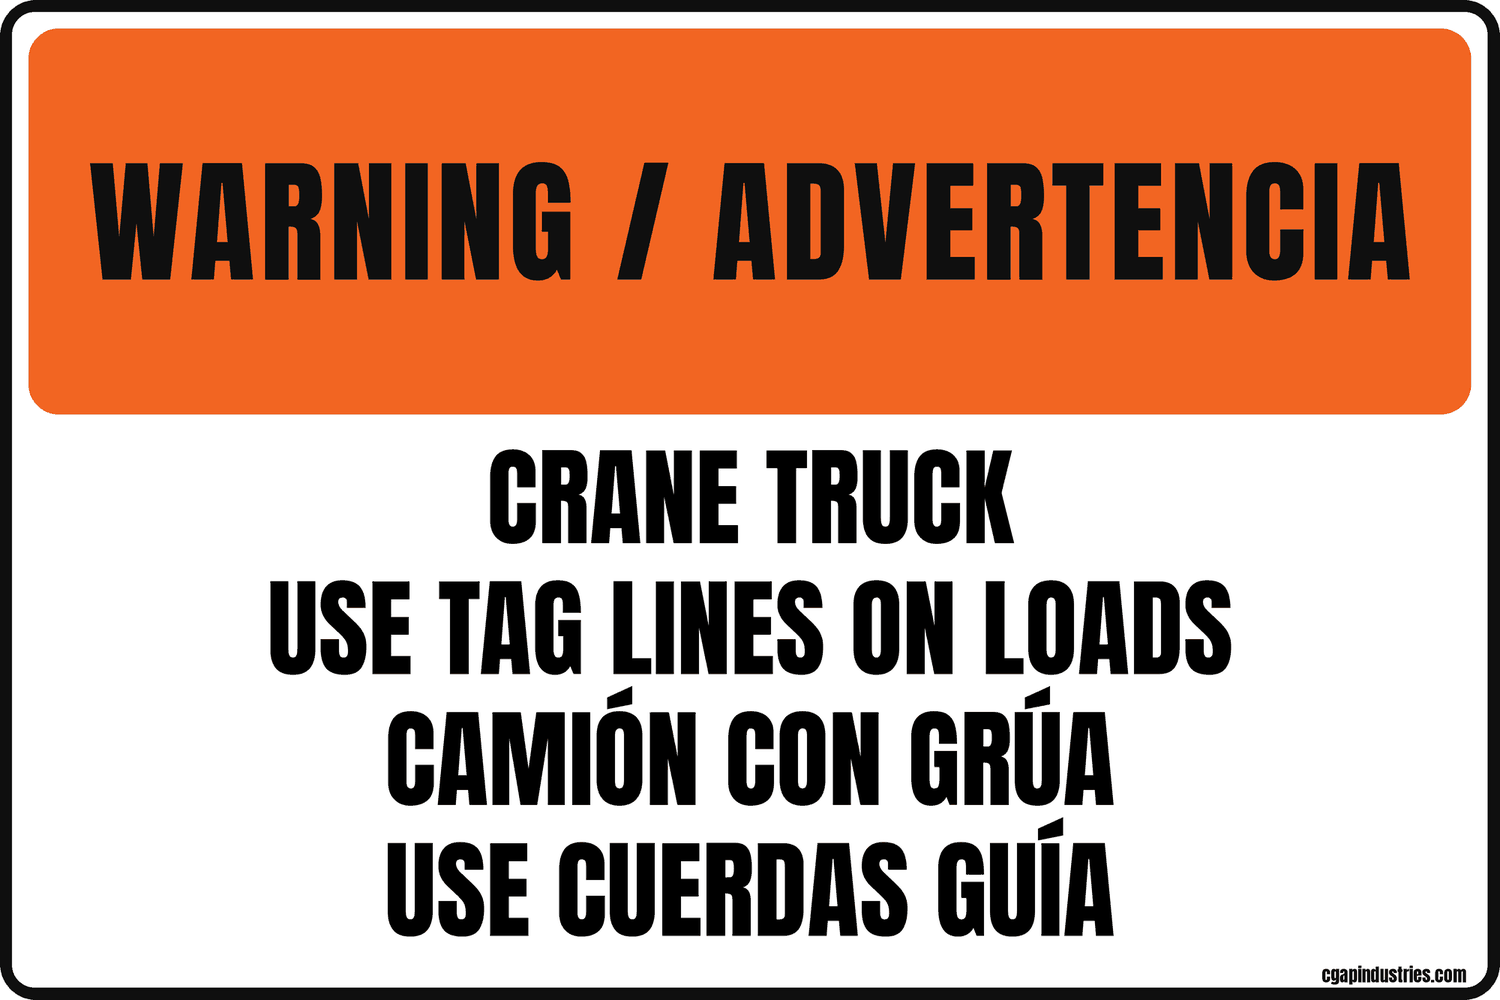 WARNING / ADVERTENCIA
CRANE TRUCK
USE TAG LINES ON LOADS
CAMIÓN CON GRÚA
USE CUERDAS GUÍA
cgapindustries.com